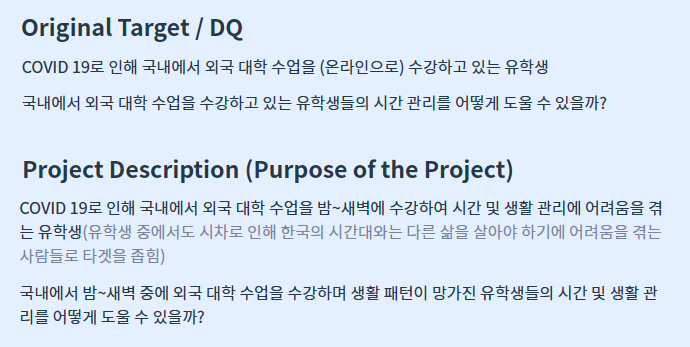 Original Target / DQ
COVID 19로 인해 국내에서 외국 대학 수업을 (온라인으로) 수강하고 있는 유학생
국내에서 외국 대학 수업을 수강하고 있는 유학생들의 시간 관리를 어떻게 도울 수 있을까?
Project Description (Purpose of the Project)
COVID 19로 인해 국내에서 외국 대학 수업을 밤~새벽에 수강하여 시간 및 생활 관리에 어려움을 겪
는 유학생(유학생 중에서도 시차로 인해 한국의 시간대와는 다른 삶을 살아야 하기에 어려움을 겪는
사람들로 타겟을 좁힘)
국내에서 밤~새벽 중에 외국 대학 수업을 수강하며 생활 패턴이 망가진 유학생들의 시간 및 생활 관
리를 어떻게 도울 수 있을까?